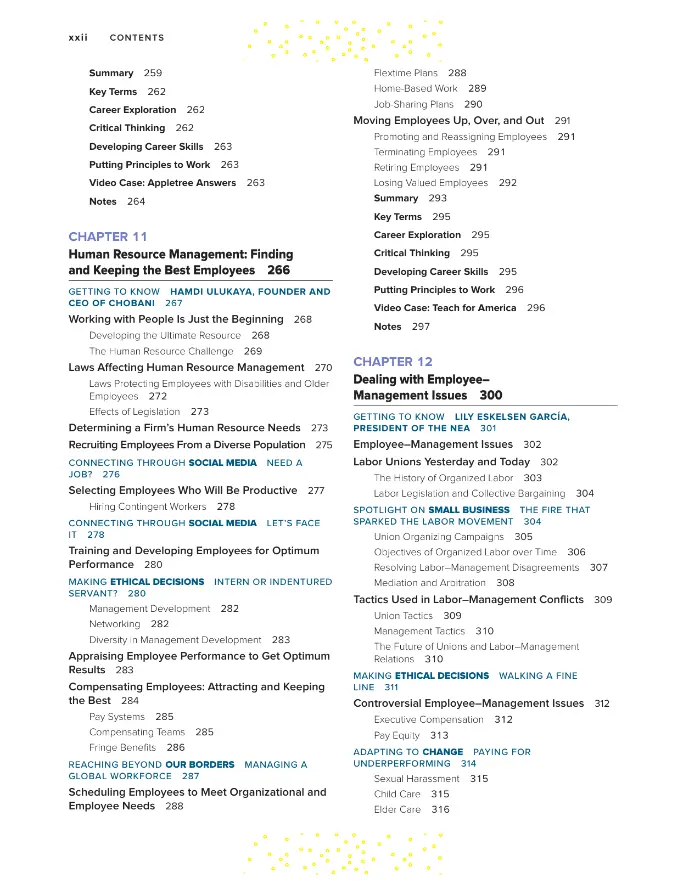 xxii CONTENTS
Summary 259
Key Terms 262
Career Exploration 262
Critical Thinking 262
Developing Career Skills 263
Putting Principles to Work 263
Video Case: Appletree Answers 263
Notes 264
CHAPTER 11
Human Resource Management: Finding
and Keeping the Best Employees 266
GETTING TO KNOW HAMDI ULUKAYA, FOUNDER AND
CEO OF CHOBANI 267
Working with People Is Just the Beginning 268
Developing the Ultimate Resource 268
The Human Resource Challenge 269
Laws Affecting Human Resource Management 270
Laws Protecting Employees with Disabilities and Older
Employees 272
Effects of Legislation 273
Determining a Firm's Human Resource Needs 273
Recruiting Employees From a Diverse Population 275
CONNECTING THROUGH SOCIAL MEDIA NEED A
JOB? 276
Selecting Employees Who Will Be Productive 277
Hiring Contingent Workers 278
CONNECTING THROUGH SOCIAL MEDIA LET'S FACE
IT 278
Training and Developing Employees for Optimum
Performance 280
MAKING ETHICAL DECISIONS INTERN OR INDENTURED
SERVANT? 280
Management Development 282
Networking 282
Diversity in Management Development 283
Appraising Employee Performance to Get Optimum
Results 283
Compensating Employees: Attracting and Keeping
the Best 284
Pay Systems 285
Compensating Teams 285
Fringe Benefits 286
REACHING BEYOND OUR BORDERS MANAGING A
GLOBAL WORKFORCE 287
Scheduling Employees to Meet Organizational and
Employee Needs 288
Flextime Plans 288
Home-Based Work 289
Job-Sharing Plans 290
Moving Employees Up, Over, and Out 291
Promoting and Reassigning Employees 291
Terminating Employees 291
Retiring Employees 291
Losing Valued Employees 292
Summary 293
Key Terms 295
Career Exploration 295
Critical Thinking 295
Developing Career Skills 295
Putting Principles to Work 296
Video Case: Teach for America 296
Notes 297
CHAPTER 12
Dealing with Employee–
Management Issues 300
GETTING TO KNOW LILY ESKELSEN GARCÍA,
PRESIDENT OF THE NEA 301
Employee–Management Issues 302
Labor Unions Yesterday and Today 302
The History of Organized Labor 303
Labor Legislation and Collective Bargaining 304
SPOTLIGHT ON SMALL BUSINESS THE FIRE THAT
SPARKED THE LABOR MOVEMENT 304
Union Organizing Campaigns 305
Objectives of Organized Labor over Time 306
Resolving Labor–Management Disagreements 307
Mediation and Arbitration 308
Tactics Used in Labor–Management Conflicts 309
Union Tactics 309
Management Tactics 310
The Future of Unions and Labor–Management
Relations 310
MAKING ETHICAL DECISIONS WALKING A FINE
LINE 311
Controversial Employee–Management Issues 312
Executive Compensation 312
Pay Equity 313
ADAPTING TO CHANGE PAYING FOR
UNDERPERFORMING 314
Sexual Harassment 315
Child Care 315
Elder Care 316